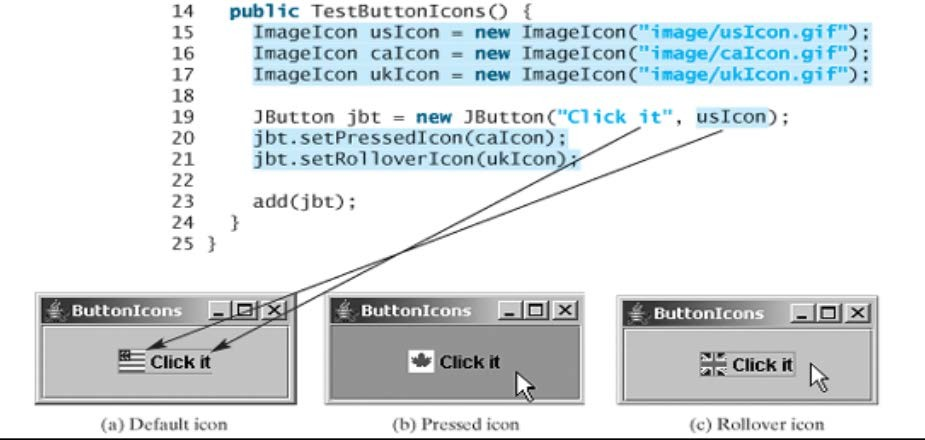 14 public TestButtonIcons() {
15 ImageIcon usIcon = new ImageIcon("image/usIcon.gif");
16 ImageIcon caIcon = new ImageIcon("image/caIcon.gif");
17 ImageIcon ukIcon = new ImageIcon("image/ukIcon.gif");
18
19 JButton jbt = new JButton("Click it", usIcon);
20 jbt.setPressedIcon(caIcon);
21 jbt.setRolloverIcon(ukIcon);
22
23 add(jbt);
24 }
25 }
ButtonIcons ButtonIcons ButtonIcons
Click it Click it Click it
(a) Default icon (b) Pressed icon (c) Rollover icon